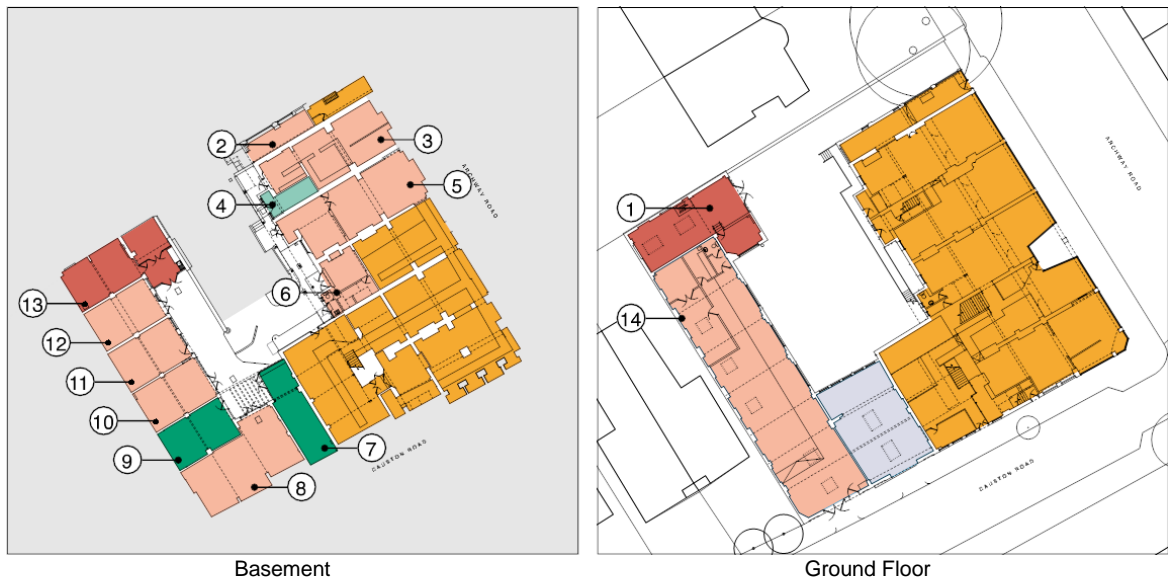 2
3
ARCHWAY ROAD
4
5
6
13
12
11
10
9
7
8
CAUSTON ROAD
Basement
ARCHWAY ROAD
1
14
CAUSTON ROAD
Ground Floor